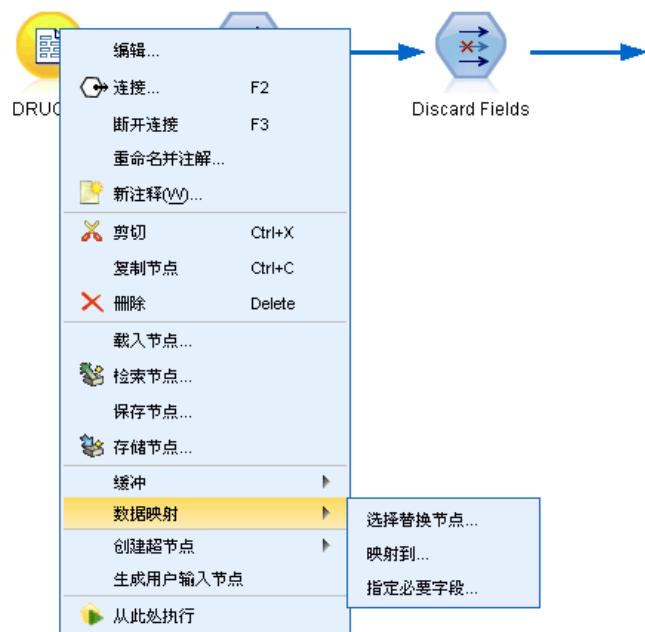 编辑...
连接... F2
DRUG
Discard Fields
断开连接 F3
重命名并注解...
新注释(W)...
剪切 Ctrl+X
复制节点 Ctrl+C
删除 Delete
载入节点...
检索节点...
保存节点...
存储节点...
缓冲
数据映射
选择替换节点...
创建超节点
映射到...
生成用户输入节点
指定必要字段...
从此处执行